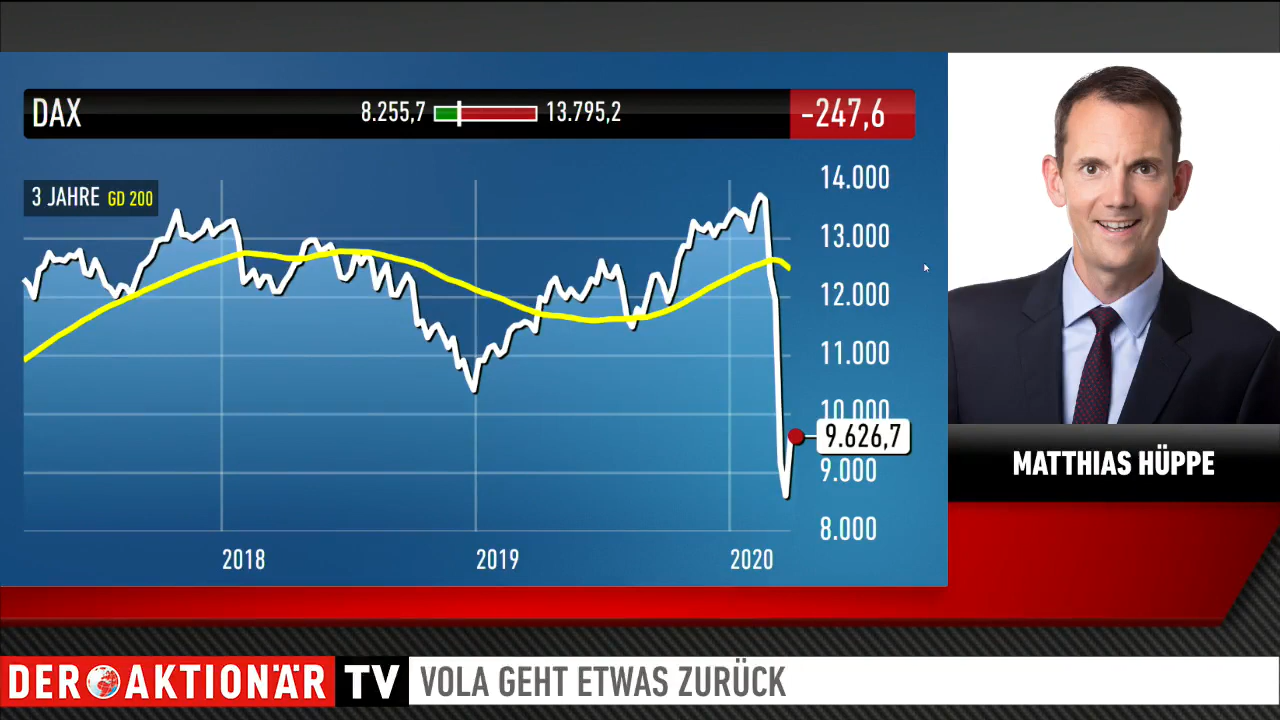 DAX 8.255,7 13.795,2 -247,6
3 JAHRE GD 200
14.000
13.000
12.000
11.000
10.000
9.626,7
9.000
8.000
2018 2019 2020
MATTHIAS HÜPPE
DER AKTIONÄR TV VOLA GEHT ETWAS ZURÜCK